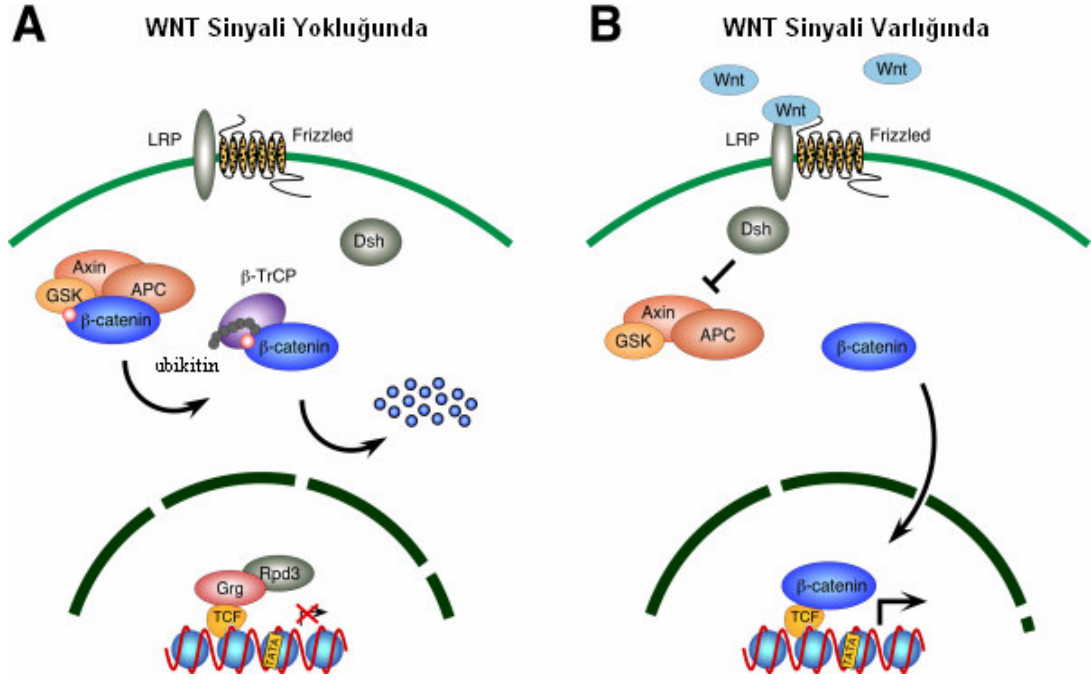 A
WNT Sinyali Yokluğunda
LRP
Frizzled
Dsh
Axin
GSK
APC
β-catenin
β-TrCP
β-catenin
ubikitin
Grg
Rpd3
TCF
TATA
B
WNT Sinyali Varlığında
Wnt
Wnt
Wnt
LRP
Frizzled
Dsh
Axin
GSK
APC
β-catenin
β-catenin
TCF
TATA